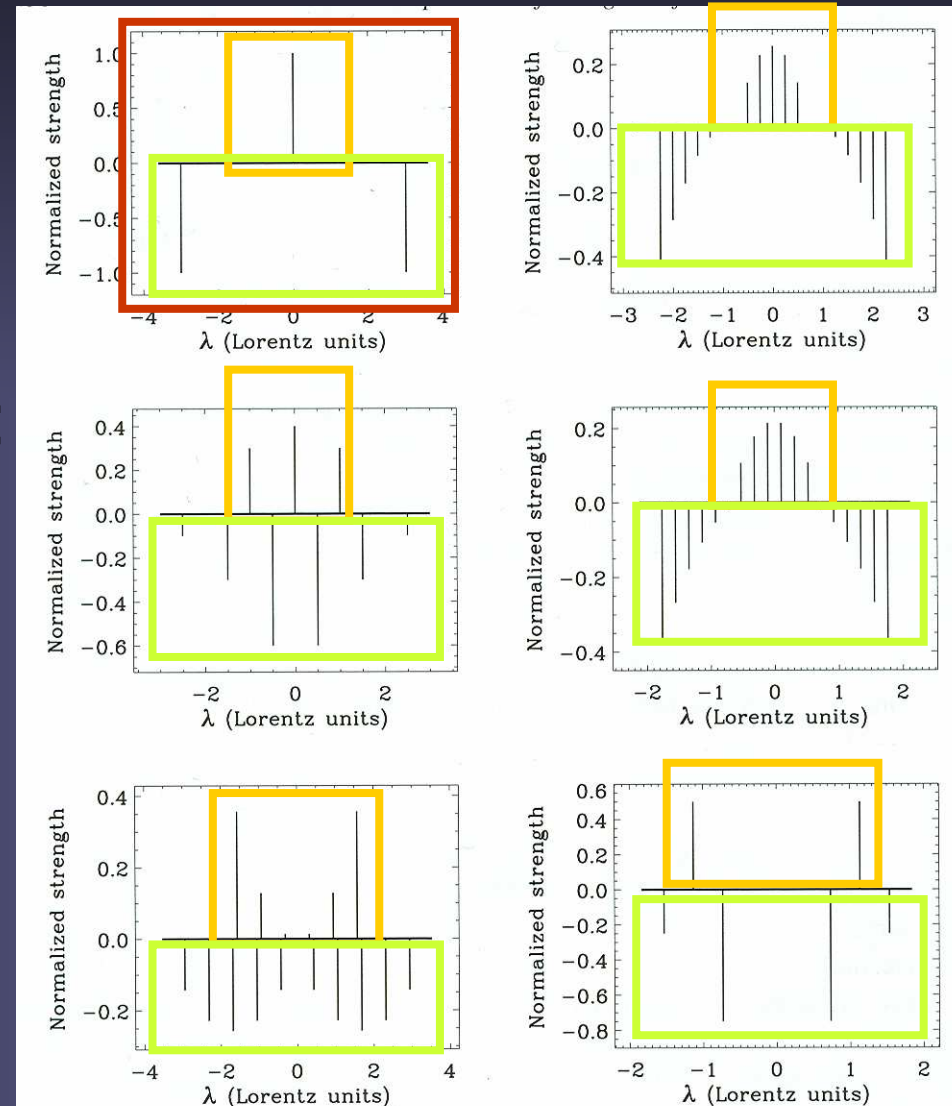 Normalized strength
1.0
0.5
0.0
−0.5
−1.0
−4 −2 0 2 4
λ (Lorentz units)
Normalized strength
0.2
0.0
−0.2
−0.4
−3 −2 −1 0 1 2 3
λ (Lorentz units)
Normalized strength
0.4
0.2
0.0
−0.2
−0.4
−0.6
−2 0 2
λ (Lorentz units)
Normalized strength
0.2
0.0
−0.2
−0.4
−2 −1 0 1 2
λ (Lorentz units)
Normalized strength
0.4
0.2
0.0
−0.2
−4 −2 0 2 4
λ (Lorentz units)
Normalized strength
0.6
0.4
0.2
0.0
−0.2
−0.4
−0.6
−0.8
−2 −1 0 1 2
λ (Lorentz units)